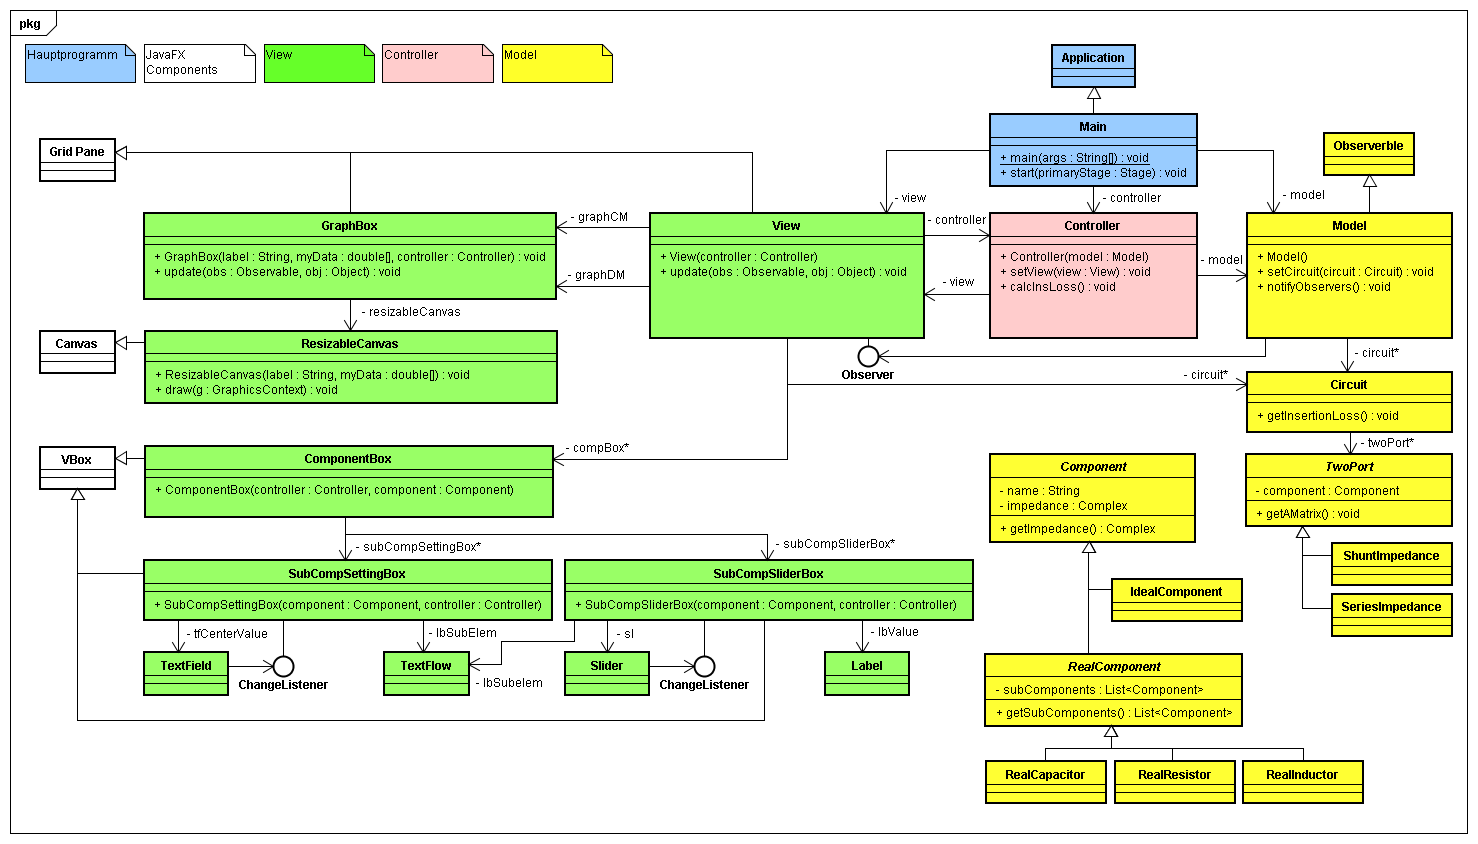 pkg
Hauptprogramm
JavaFX
Components
View
Controller
Model
Application
Main
+ main(args : String[]) : void
+ start(primaryStage : Stage) : void
Observerble
Grid Pane
- view
- controller
- model
GraphBox
+ GraphBox(label : String, myData : double[], controller : Controller) : void
+ update(obs : Observable, obj : Object) : void
- graphCM
- graphDM
View
+ View(controller : Controller)
+ update(obs : Observable, obj : Object) : void
- controller
- view
Controller
+ Controller(model : Model)
+ setView(view : View) : void
+ calcInsLoss() : void
- model
Model
+ Model()
+ setCircuit(circuit : Circuit) : void
+ notifyObservers() : void
- resizableCanvas
Canvas
ResizableCanvas
+ ResizableCanvas(label : String, myData : double[]) : void
+ draw(g : GraphicsContext) : void
Observer
- circuit*
- circuit*
Circuit
+ getInsertionLoss() : void
- twoPort*
VBox
ComponentBox
+ ComponentBox(controller : Controller, component : Component)
- compBox*
Component
- name : String
- impedance : Complex
+ getImpedance() : Complex
TwoPort
- component : Component
+ getAMatrix() : void
- subCompSettingBox*
- subCompSliderBox*
ShuntImpedance
SeriesImpedance
SubCompSettingBox
+ SubCompSettingBox(component : Component, controller : Controller)
SubCompSliderBox
+ SubCompSliderBox(component : Component, controller : Controller)
IdealComponent
- tfCenterValue
- lbSubElem
- sl
- lbValue
TextField
ChangeListener
TextFlow
- lbSubelem
Slider
ChangeListener
Label
RealComponent
- subComponents : List<Component>
+ getSubComponents() : List<Component>
RealCapacitor
RealResistor
RealInductor